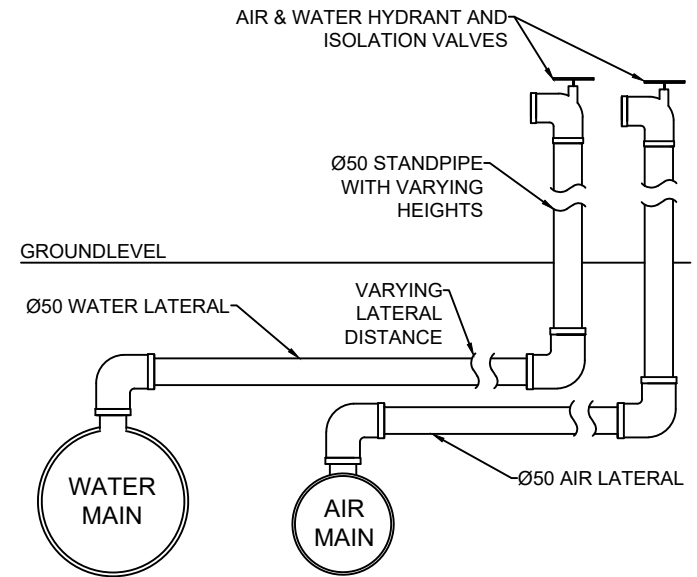 AIR & WATER HYDRANT AND
ISOLATION VALVES
Ø50 STANDPIPE
WITH VARYING
HEIGHTS
GROUNDLEVEL
Ø50 WATER LATERAL
VARYING
LATERAL
DISTANCE
WATER
MAIN
AIR
MAIN
Ø50 AIR LATERAL